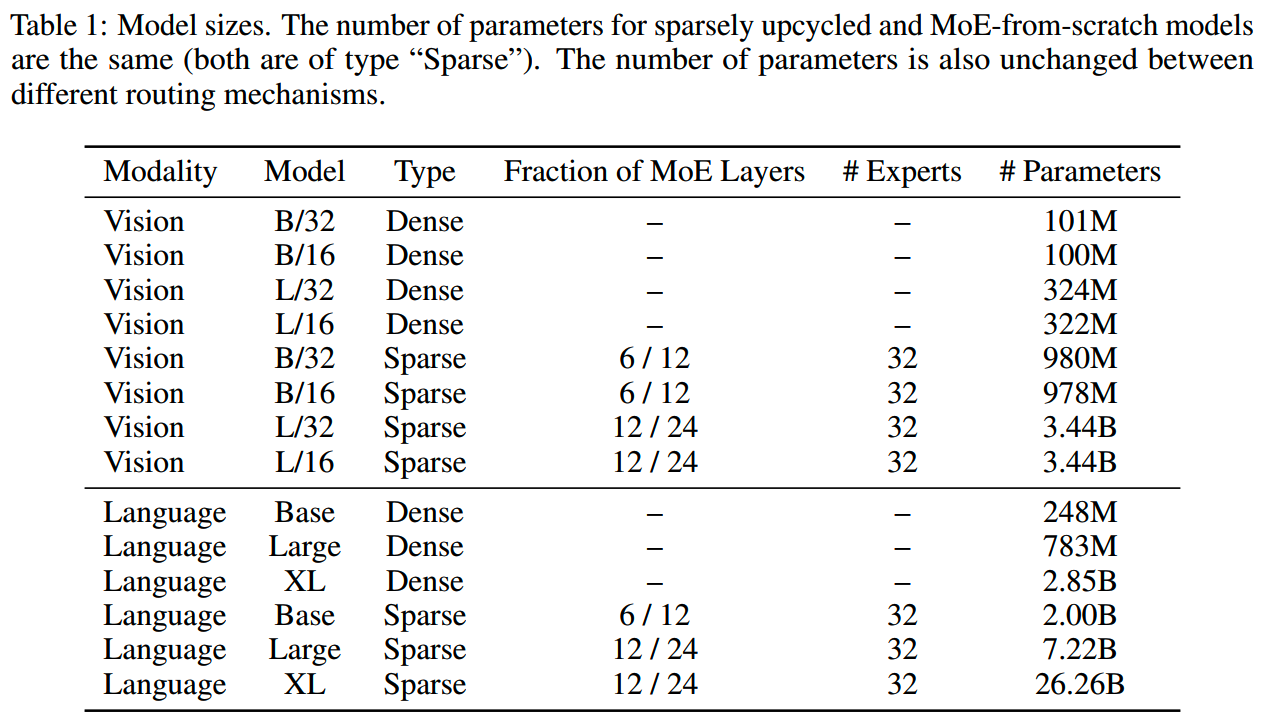 Table 1: Model sizes. The number of parameters for sparsely upcycled and MoE-from-scratch models
are the same (both are of type “Sparse”). The number of parameters is also unchanged between
different routing mechanisms.
Modality Model Type Fraction of MoE Layers # Experts # Parameters
Vision B/32 Dense – – 101M
Vision B/16 Dense – – 100M
Vision L/32 Dense – – 324M
Vision L/16 Dense – – 322M
Vision B/32 Sparse 6 / 12 32 980M
Vision B/16 Sparse 6 / 12 32 978M
Vision L/32 Sparse 12 / 24 32 3.44B
Vision L/16 Sparse 12 / 24 32 3.44B
Language Base Dense – – 248M
Language Large Dense – – 783M
Language XL Dense – – 2.85B
Language Base Sparse 6 / 12 32 2.00B
Language Large Sparse 12 / 24 32 7.22B
Language XL Sparse 12 / 24 32 26.26B